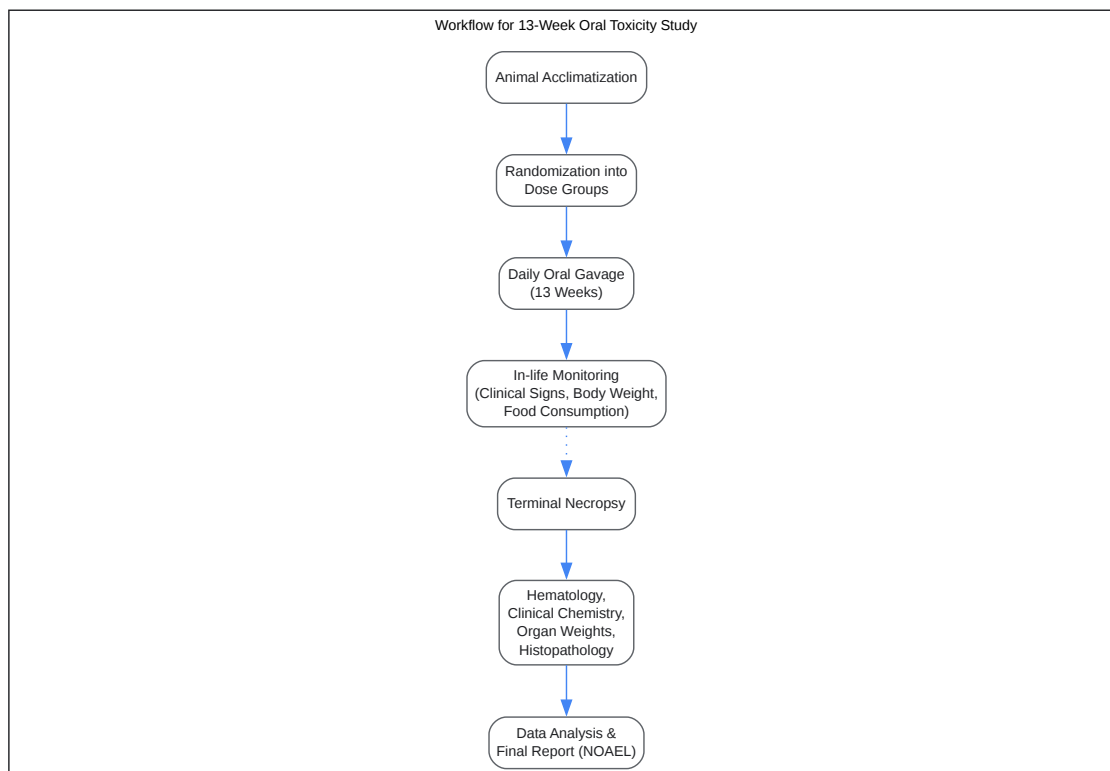 Workflow for 13-Week Oral Toxicity Study
Animal Acclimatization
Randomization into
Dose Groups
Daily Oral Gavage
(13 Weeks)
In-life Monitoring
(Clinical Signs, Body Weight,
Food Consumption)
Terminal Necropsy
Hematology,
Clinical Chemistry,
Organ Weights,
Histopathology
Data Analysis &
Final Report (NOAEL)